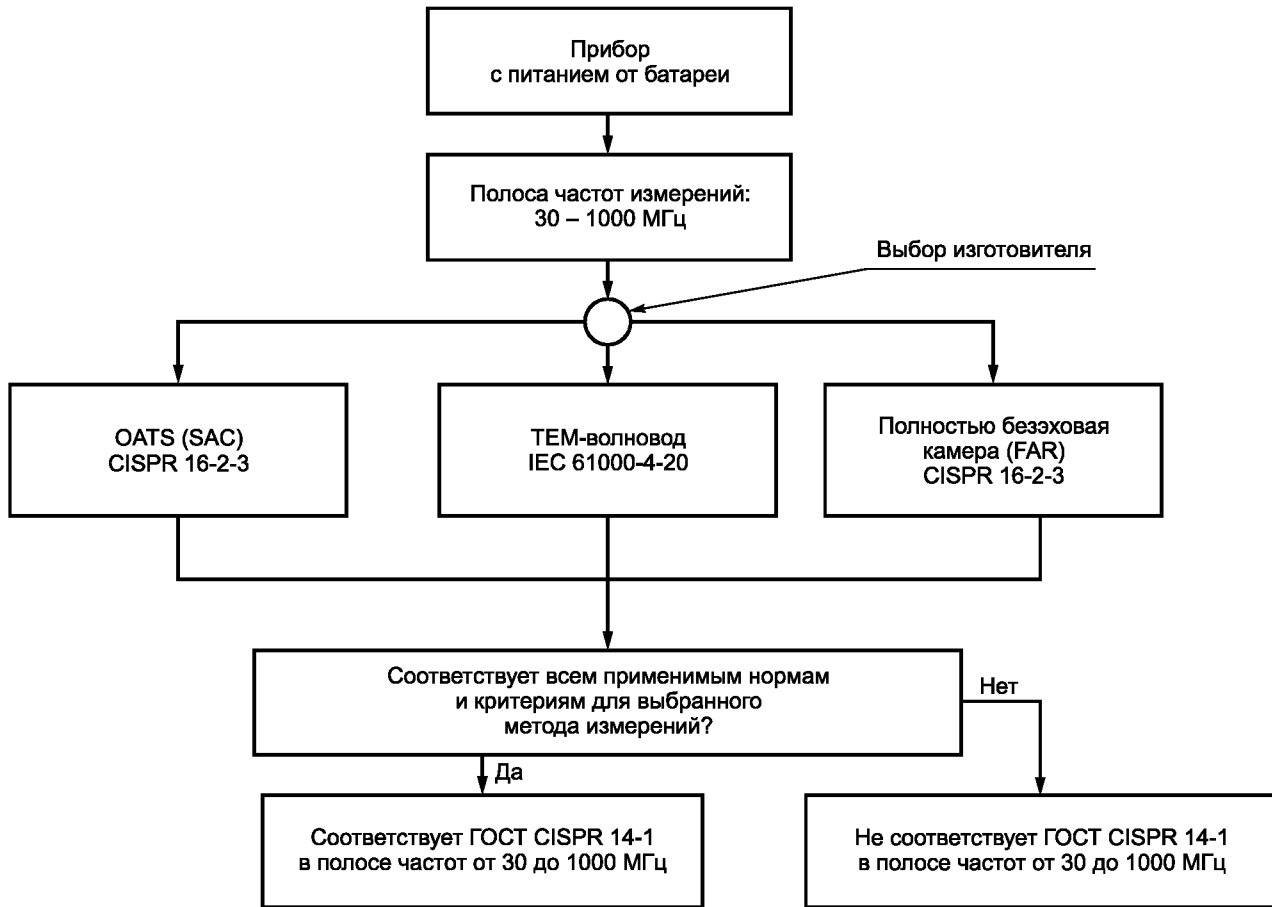 Прибор
с питанием от батареи
Полоса частот измерений:
30 – 1000 МГц
Выбор изготовителя
OATS (SAC)
CISPR 16-2-3
ТЕМ-волновод
IEC 61000-4-20
Полностью безэховая
камера (FAR)
CISPR 16-2-3
Соответствует всем применимым нормам
и критериям для выбранного
метода измерений?
Нет
Да
Соответствует ГОСТ CISPR 14-1
в полосе частот от 30 до 1000 МГц
Не соответствует ГОСТ CISPR 14-1
в полосе частот от 30 до 1000 МГц